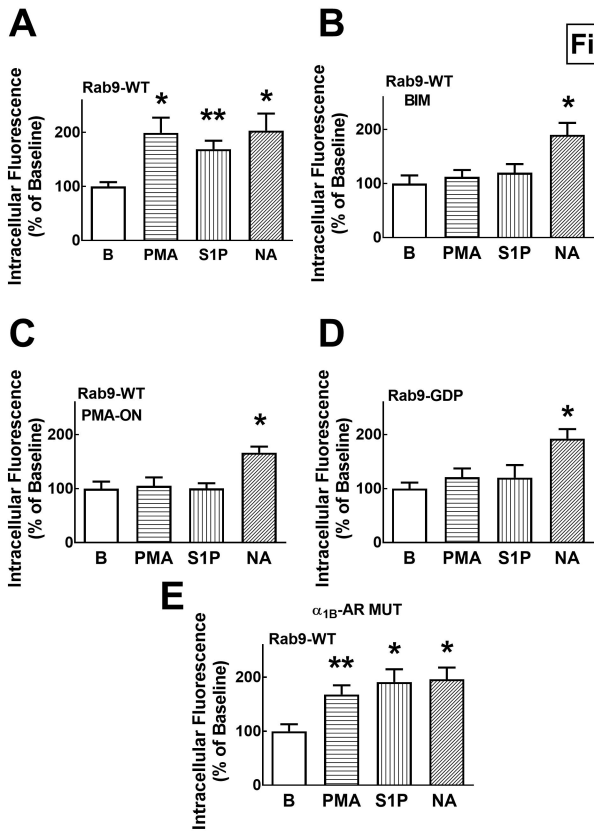 A
Rab9-WT
* ** *
Intracellular Fluorescence
(% of Baseline)
200
100
0
B PMA S1P NA
B
Fi
Rab9-WT
BIM
*
Intracellular Fluorescence
(% of Baseline)
200
100
0
B PMA S1P NA
C
Rab9-WT
PMA-ON
*
Intracellular Fluorescence
(% of Baseline)
200
100
0
B PMA S1P NA
D
Rab9-GDP
*
Intracellular Fluorescence
(% of Baseline)
200
100
0
B PMA S1P NA
E
α1B-AR MUT
Rab9-WT
** * *
Intracellular Fluorescence
(% of Baseline)
200
100
0
B PMA S1P NA